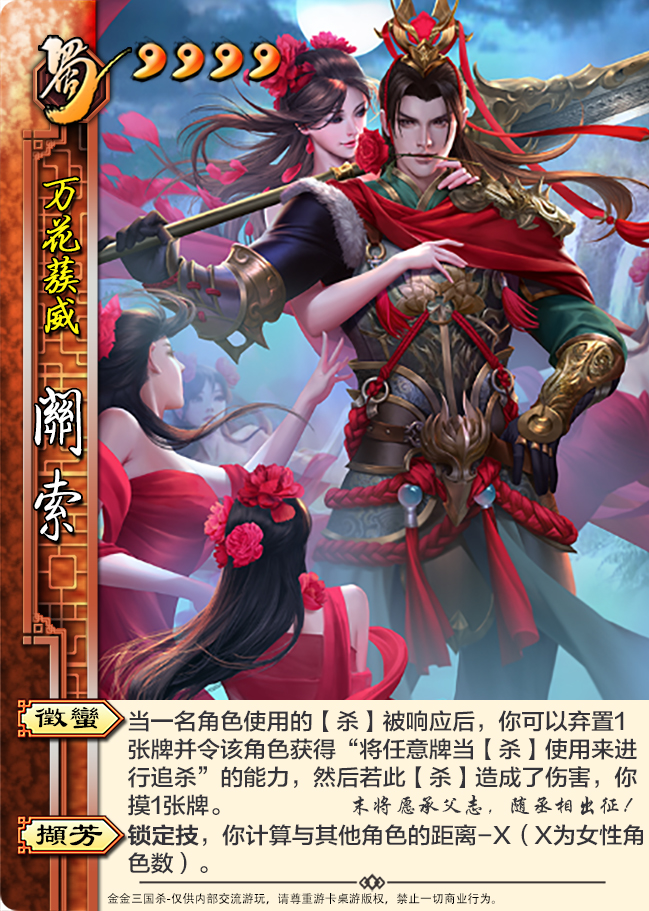 蜀
万花蔟威
關索
徵蠻
当一名角色使用的【杀】被响应后，你可以弃置1
张牌并令该角色获得“将任意牌当【杀】使用来进
行追杀”的能力，然后若此【杀】造成了伤害，你
摸1张牌。
末将愿承父志，随丞相出征！
擷芳
锁定技，你计算与其他角色的距离-X（X为女性角
色数）。
金金三国杀-仅供内部交流游玩，请尊重游卡桌游版权，禁止一切商业行为。